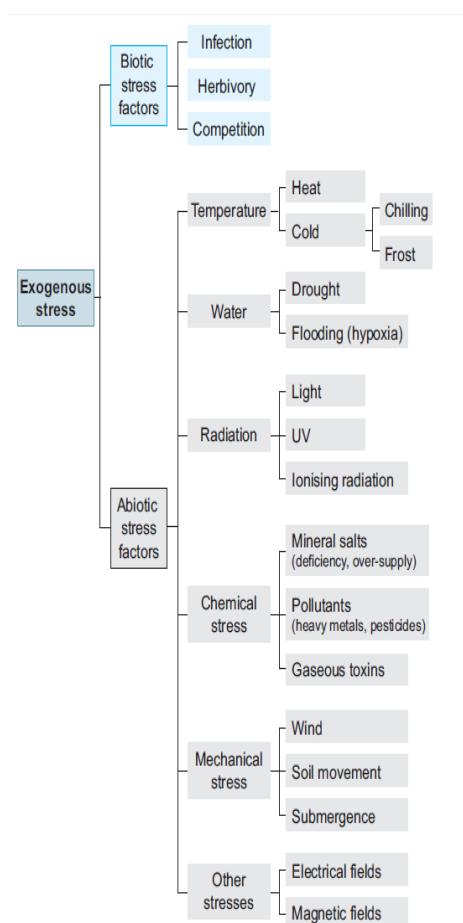 Infection
Biotic
stress
factors
Herbivory
Competition
Heat
Temperature
Chilling
Cold
Frost
Exogenous
stress
Drought
Water
Flooding (hypoxia)
Light
Radiation
UV
Ionising radiation
Abiotic
stress
factors
Mineral salts
(deficiency, over-supply)
Chemical
stress
Pollutants
(heavy metals, pesticides)
Gaseous toxins
Wind
Mechanical
stress
Soil movement
Submergence
Other
stresses
Electrical fields
Magnetic fields